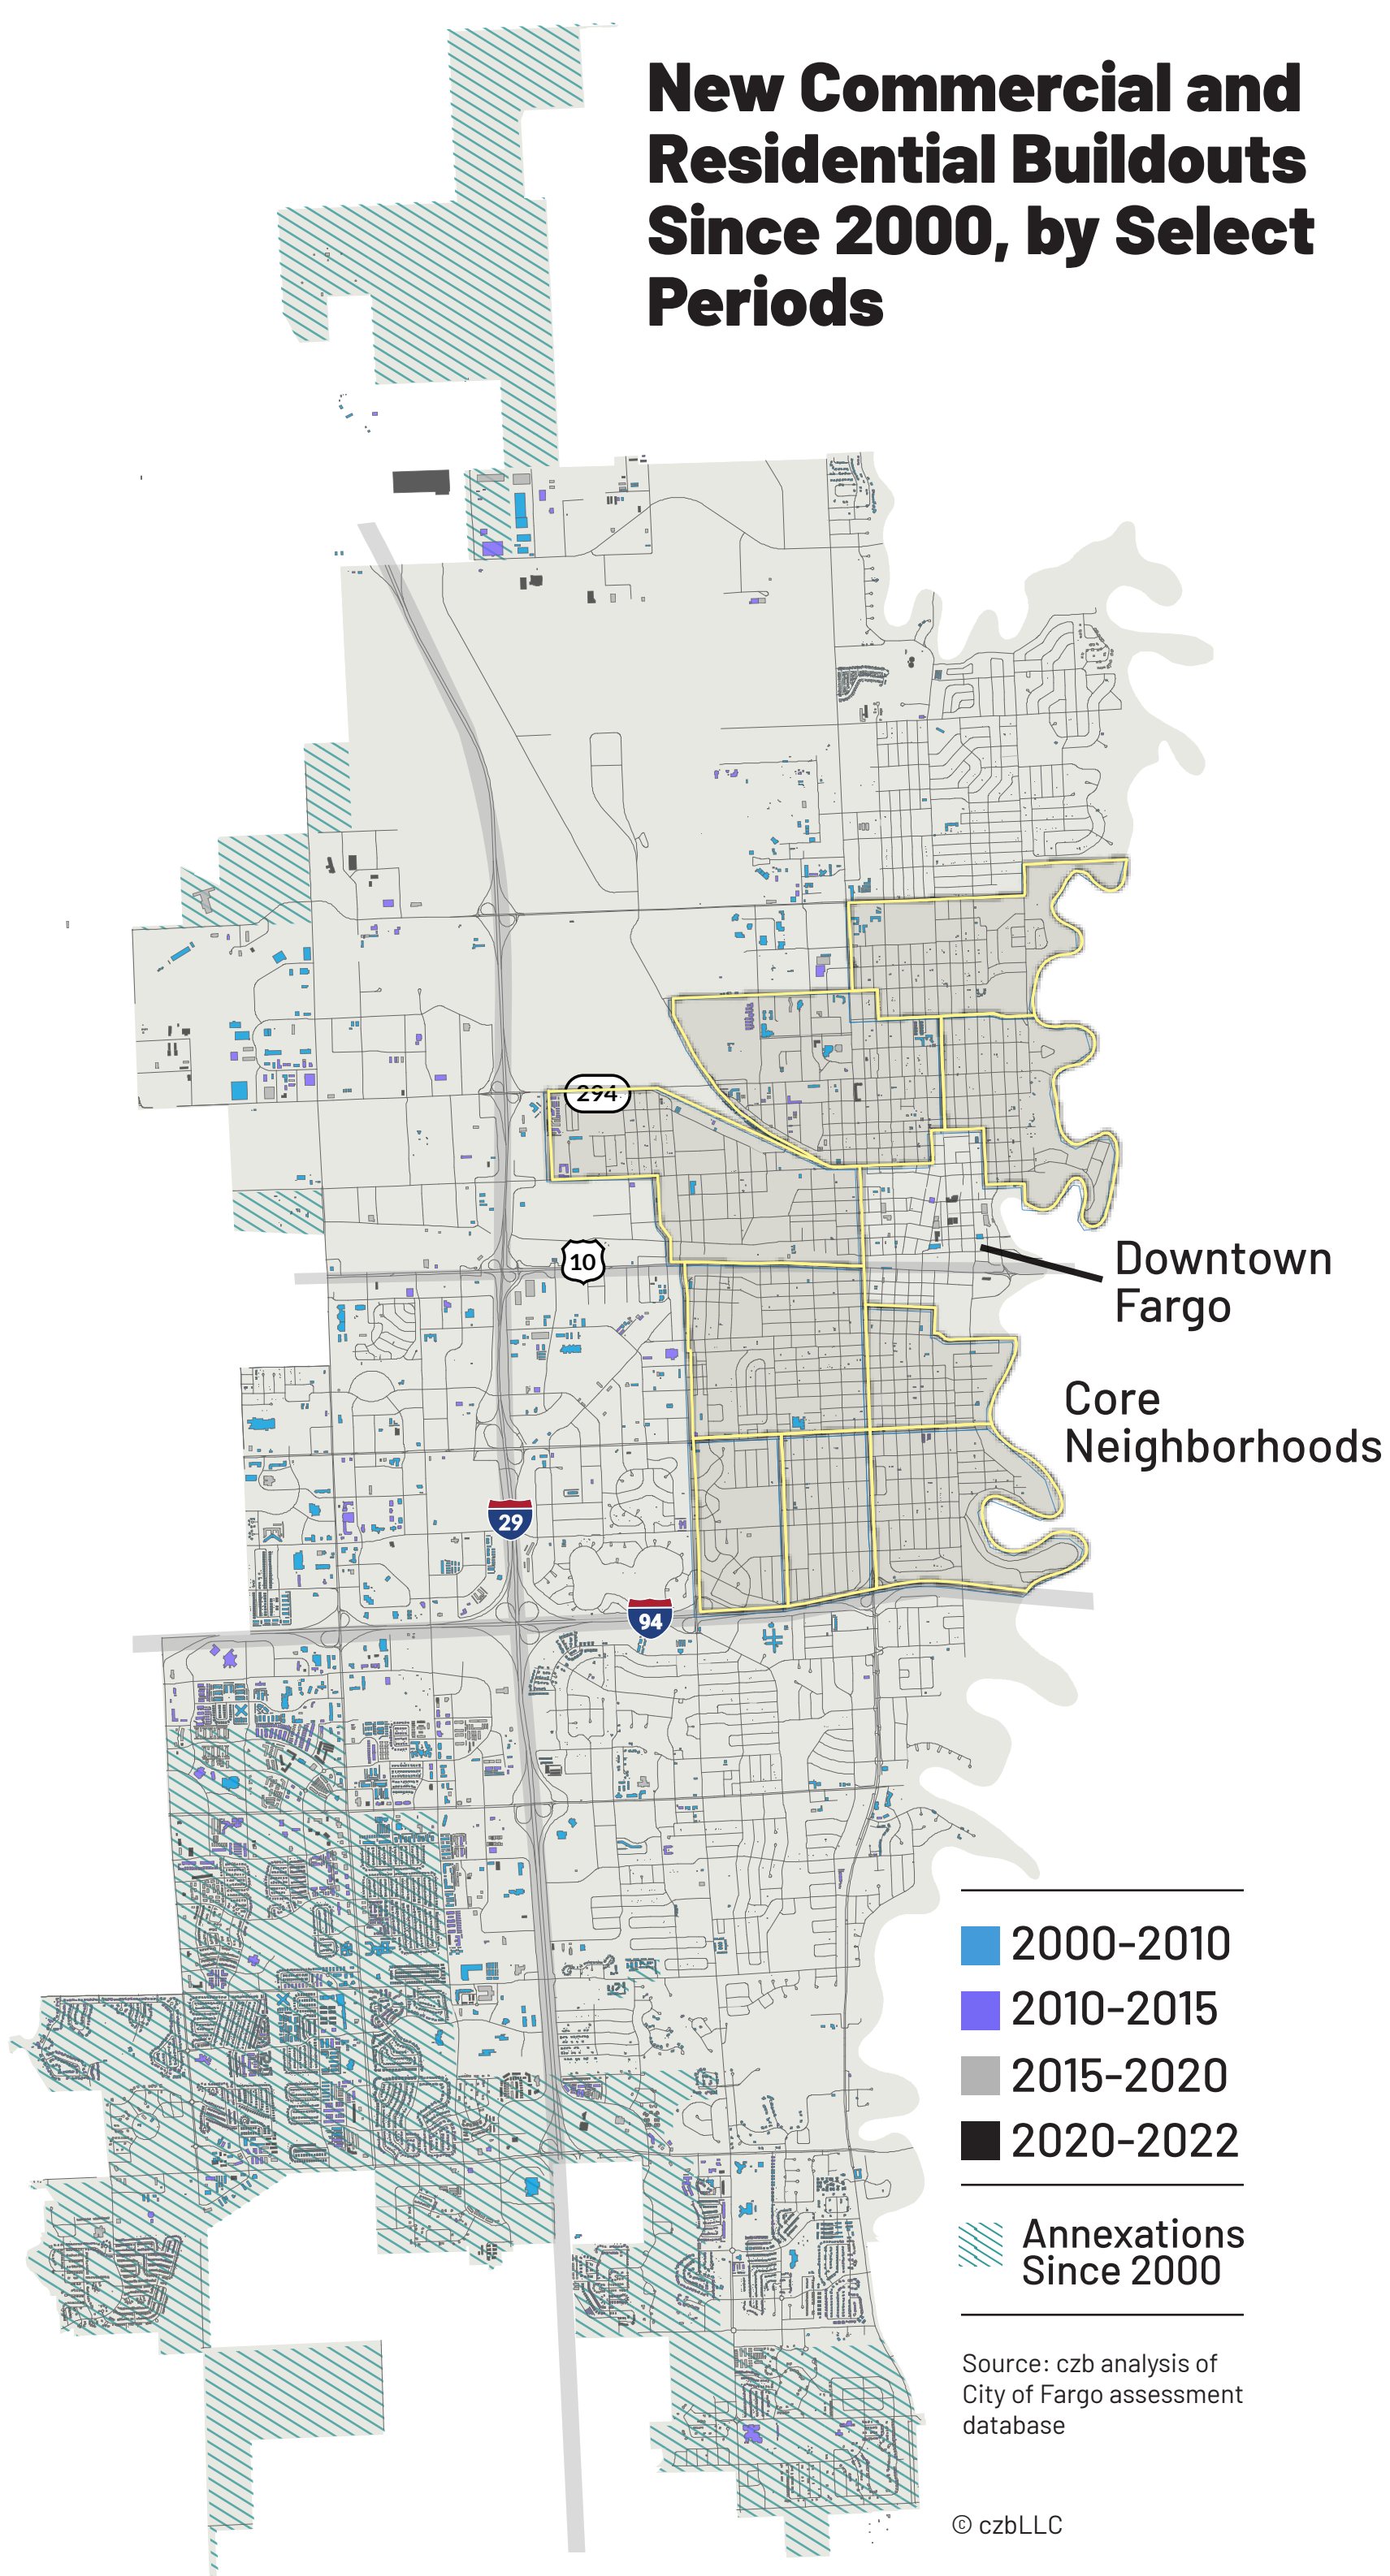 New Commercial and
Residential Buildouts
Since 2000, by Select
Periods
294
10
Downtown
Fargo
Core
Neighborhoods
29
94
2000-2010
2010-2015
2015-2020
2020-2022
Annexations
Since 2000
Source: czb analysis of
City of Fargo assessment
database
© czbLLC